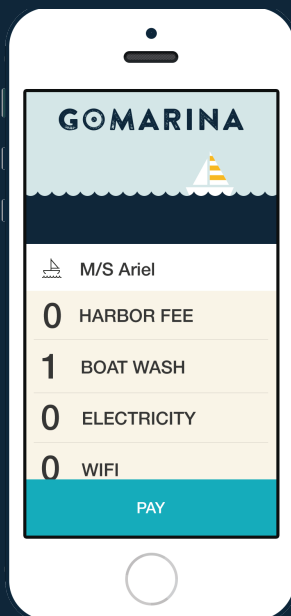 GOMARINA
M/S Ariel
0 HARBOR FEE
1 BOAT WASH
0 ELECTRICITY
0 WIFI
PAY